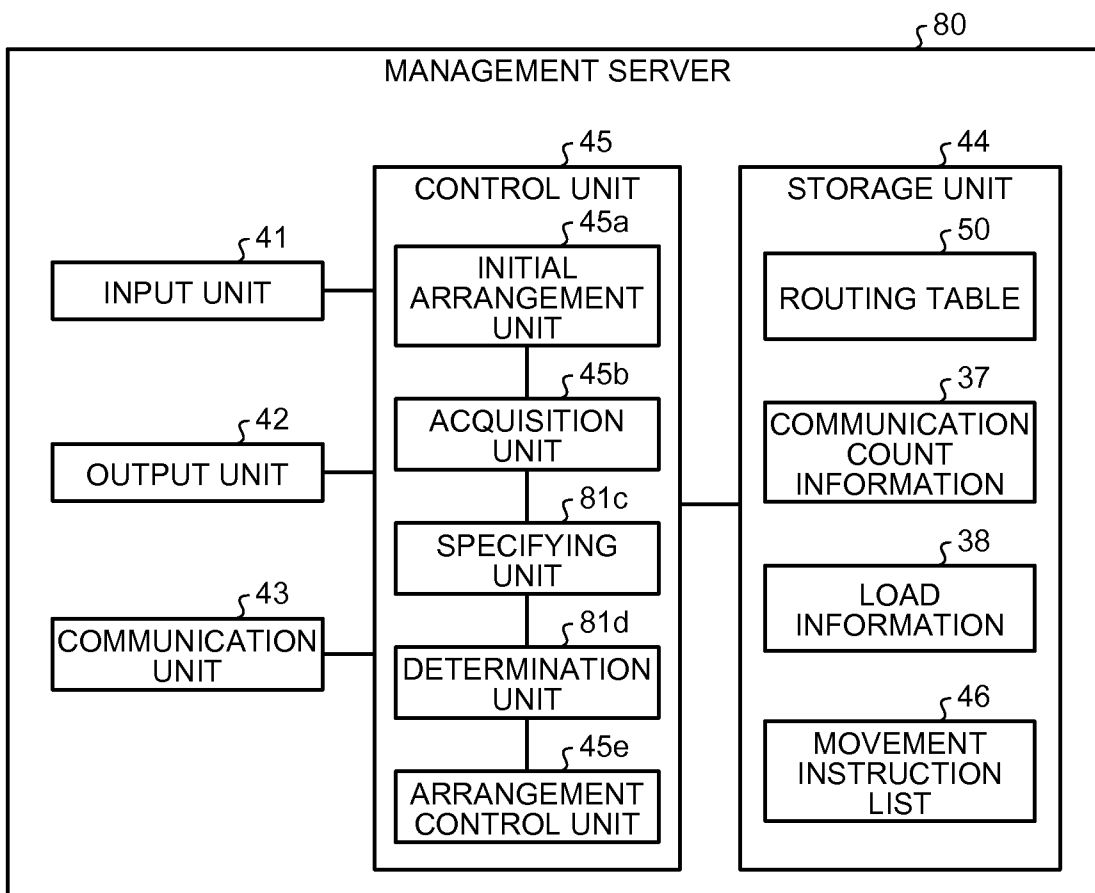 80
MANAGEMENT SERVER
41
INPUT UNIT
42
OUTPUT UNIT
43
COMMUNICATION
UNIT
45
CONTROL UNIT
45a
INITIAL
ARRANGEMENT
UNIT
45b
ACQUISITION
UNIT
81c
SPECIFYING
UNIT
81d
DETERMINATION
UNIT
45e
ARRANGEMENT
CONTROL UNIT
44
STORAGE UNIT
50
ROUTING TABLE
37
COMMUNICATION
COUNT
INFORMATION
38
LOAD
INFORMATION
46
MOVEMENT
INSTRUCTION
LIST